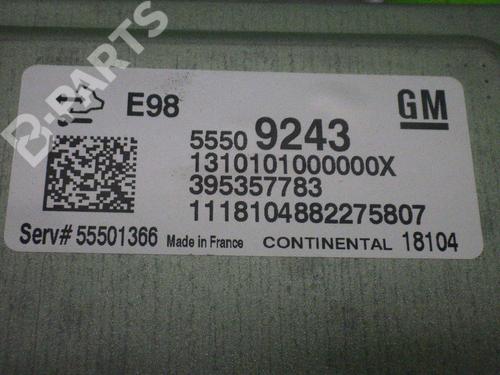 B-PARTS
E98
GM
5550 9243
1310101000000X
395357783
1118104882275807
Serv# 55501366 Made in France CONTINENTAL 18104